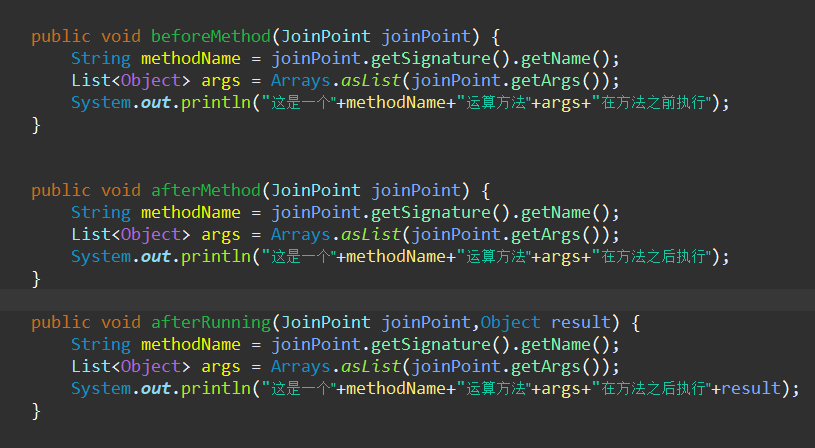 public void beforeMethod(JoinPoint joinPoint) {
String methodName = joinPoint.getSignature().getName();
List<Object> args = Arrays.asList(joinPoint.getArgs());
System.out.println("这是一个"+methodName+"运算方法"+args+"在方法之前执行");
}
public void afterMethod(JoinPoint joinPoint) {
String methodName = joinPoint.getSignature().getName();
List<Object> args = Arrays.asList(joinPoint.getArgs());
System.out.println("这是一个"+methodName+"运算方法"+args+"在方法之后执行");
}
public void afterRunning(JoinPoint joinPoint,Object result) {
String methodName = joinPoint.getSignature().getName();
List<Object> args = Arrays.asList(joinPoint.getArgs());
System.out.println("这是一个"+methodName+"运算方法"+args+"在方法之后执行"+result);
}